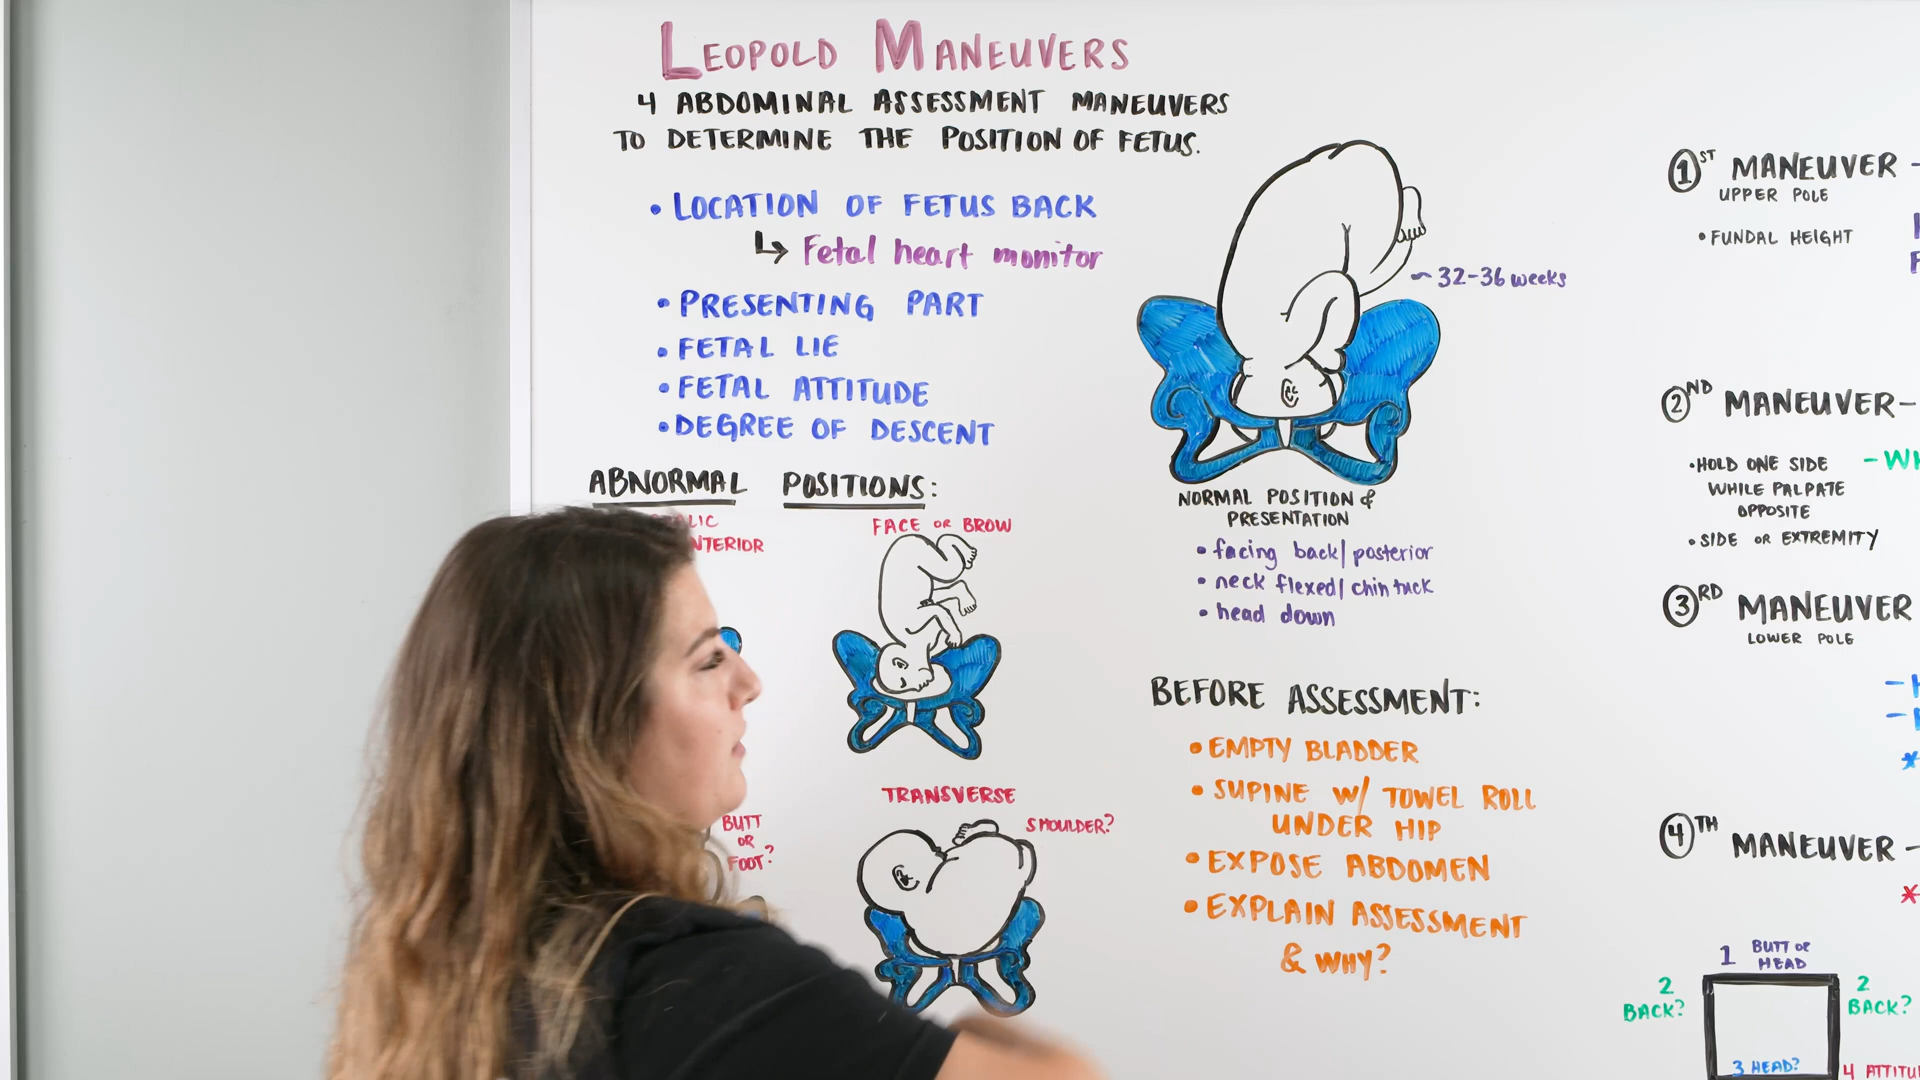 LEOPOLD MANEUVERS
4 ABDOMINAL ASSESSMENT MANEUVERS
TO DETERMINE THE POSITION OF FETUS.
• LOCATION OF FETUS BACK
↳ Fetal heart monitor
• PRESENTING PART
• FETAL LIE
• FETAL ATTITUDE
• DEGREE OF DESCENT
ABNORMAL POSITIONS:
FACE OR BROW
TRANSVERSE
SHOULDER?
BUTT
OR
FOOT?
~ 32-36 weeks
NORMAL POSITION &
PRESENTATION
• facing back/posterior
• neck flexed/chin tuck
• head down
BEFORE ASSESSMENT:
• EMPTY BLADDER
• SUPINE W/ TOWEL ROLL
UNDER HIP
• EXPOSE ABDOMEN
• EXPLAIN ASSESSMENT
& WHY?
1ST MANEUVER -
UPPER POLE
• FUNDAL HEIGHT
2ND MANEUVER-
• HOLD ONE SIDE
WHILE PALPATE
OPPOSITE
• SIDE OR EXTREMITY
3RD MANEUVER
LOWER POLE
4TH MANEUVER -
1 BUTT OR
HEAD
2
BACK?
2
BACK?
3 HEAD?
4